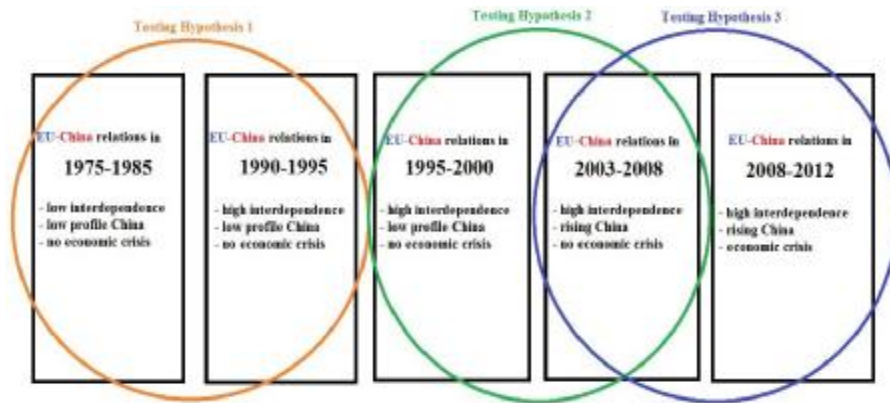 Testing Hypothesis 1
Testing Hypothesis 2
Testing Hypothesis 3
EU-China relations in
1975-1985
- low interdependence
- low profile China
- no economic crisis
EU-China relations in
1990-1995
- high interdependence
- low profile China
- no economic crisis
EU-China relations in
1995-2000
- high interdependence
- low profile China
- no economic crisis
EU-China relations in
2003-2008
- high interdependence
- rising China
- no economic crisis
EU-China relations in
2008-2012
- high interdependence
- rising China
- economic crisis